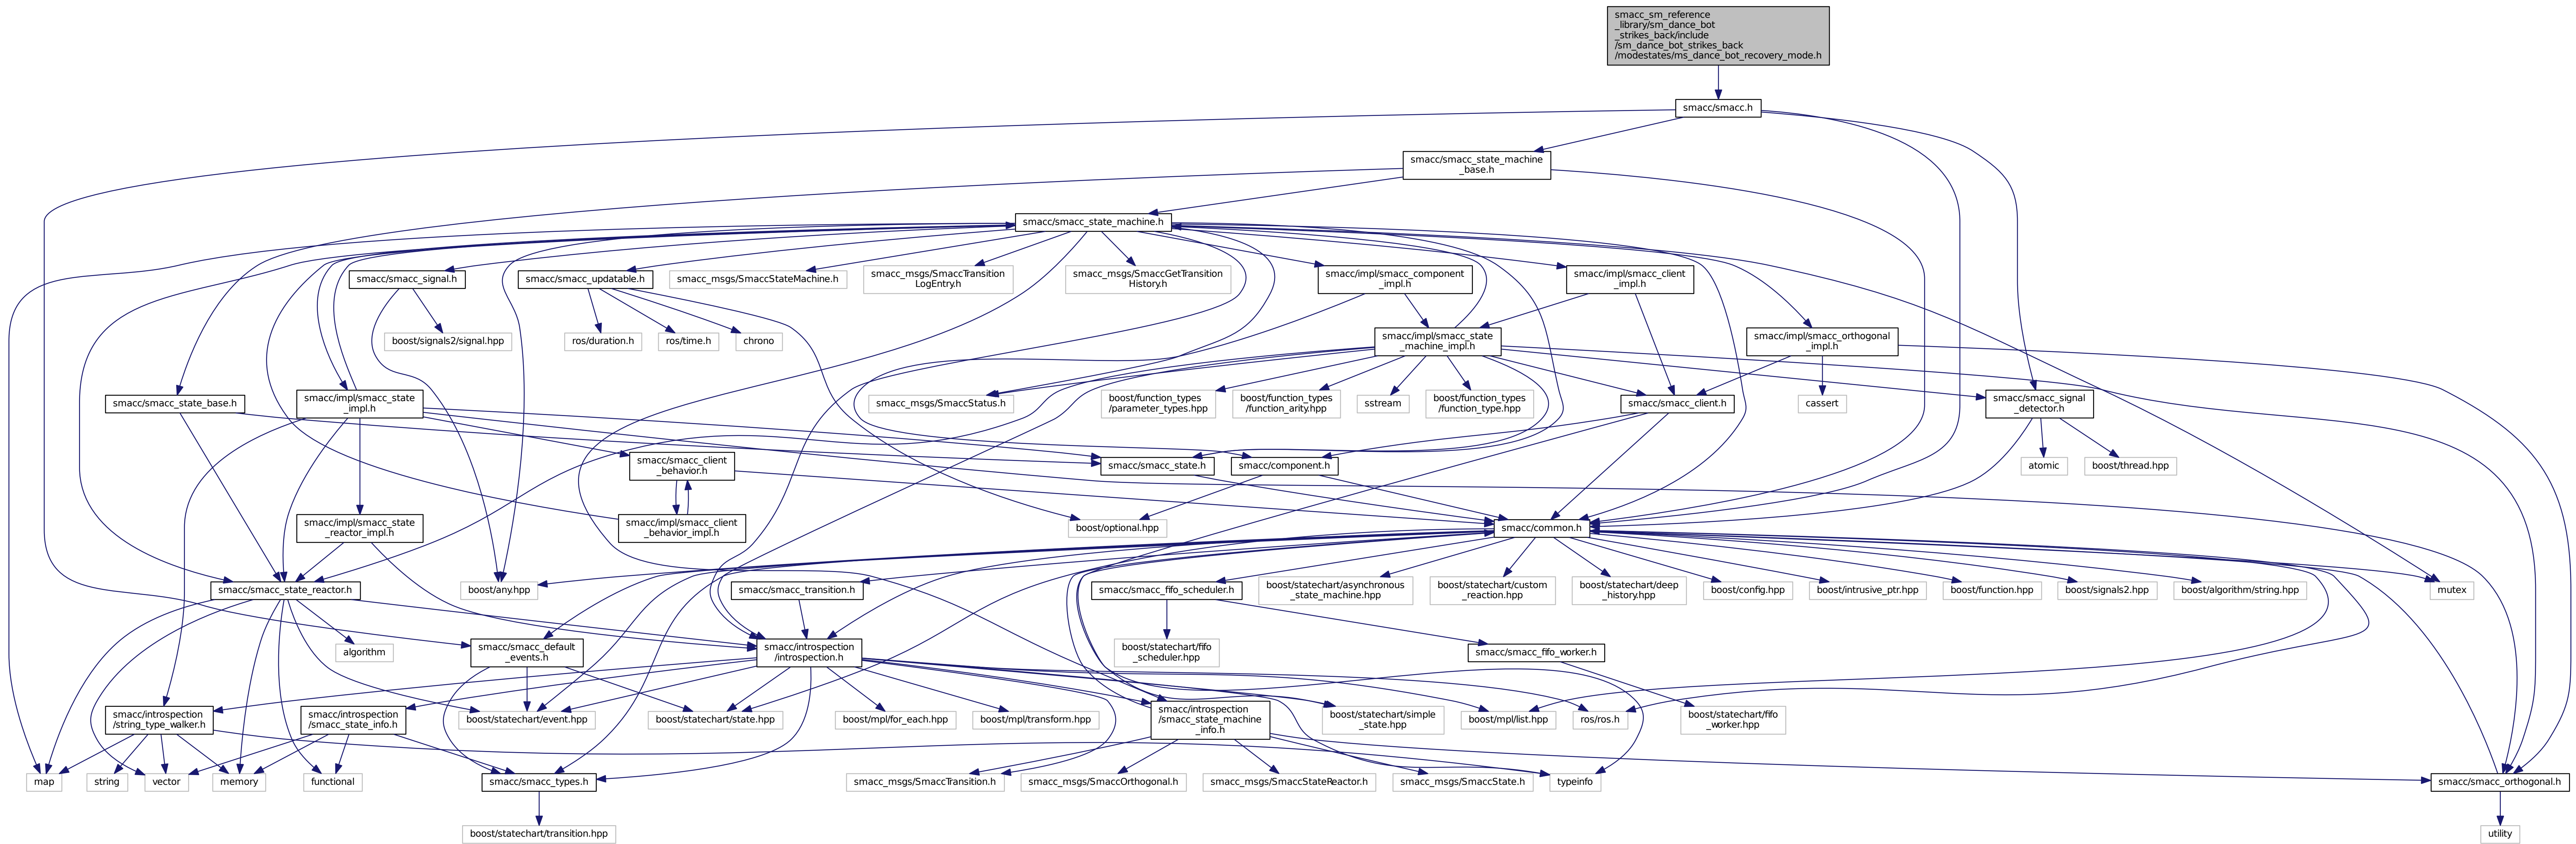 smacc_sm_reference
_library/sm_dance_bot
_strikes_back/include
/sm_dance_bot_strikes_back
/modestates/ms_dance_bot_recovery_mode.h
smacc/smacc.h
smacc/smacc_state_machine
_base.h
smacc/smacc_state_machine.h
smacc/smacc_signal.h
smacc/smacc_updatable.h
smacc_msgs/SmaccStateMachine.h
smacc_msgs/SmaccTransition
LogEntry.h
smacc_msgs/SmaccGetTransition
History.h
smacc/impl/smacc_component
_impl.h
smacc/impl/smacc_client
_impl.h
boost/signals2/signal.hpp
ros/duration.h
ros/time.h
chrono
smacc/impl/smacc_state
_machine_impl.h
smacc/impl/smacc_orthogonal
_impl.h
smacc/smacc_state_base.h
smacc/impl/smacc_state
_impl.h
smacc_msgs/SmaccStatus.h
boost/function_types
/parameter_types.hpp
boost/function_types
/function_arity.hpp
sstream
boost/function_types
/function_type.hpp
smacc/smacc_client.h
cassert
smacc/smacc_signal
_detector.h
smacc/smacc_client
_behavior.h
smacc/smacc_state.h
smacc/component.h
atomic
boost/thread.hpp
smacc/impl/smacc_state
_reactor_impl.h
smacc/impl/smacc_client
_behavior_impl.h
boost/optional.hpp
smacc/common.h
smacc/smacc_state_reactor.h
boost/any.hpp
smacc/smacc_transition.h
smacc/smacc_fifo_scheduler.h
boost/statechart/asynchronous
_state_machine.hpp
boost/statechart/custom
_reaction.hpp
boost/statechart/deep
_history.hpp
boost/config.hpp
boost/intrusive_ptr.hpp
boost/function.hpp
boost/signals2.hpp
boost/algorithm/string.hpp
mutex
algorithm
smacc/smacc_default
_events.h
smacc/introspection
/introspection.h
boost/statechart/fifo
_scheduler.hpp
smacc/smacc_fifo_worker.h
smacc/introspection
/string_type_walker.h
smacc/introspection
/smacc_state_info.h
boost/statechart/event.hpp
boost/statechart/state.hpp
boost/mpl/for_each.hpp
boost/mpl/transform.hpp
smacc/introspection
/smacc_state_machine
_info.h
boost/statechart/simple
_state.hpp
boost/mpl/list.hpp
ros/ros.h
boost/statechart/fifo
_worker.hpp
map
string
vector
memory
functional
smacc/smacc_types.h
smacc_msgs/SmaccTransition.h
smacc_msgs/SmaccOrthogonal.h
smacc_msgs/SmaccStateReactor.h
smacc_msgs/SmaccState.h
typeinfo
smacc/smacc_orthogonal.h
boost/statechart/transition.hpp
utility